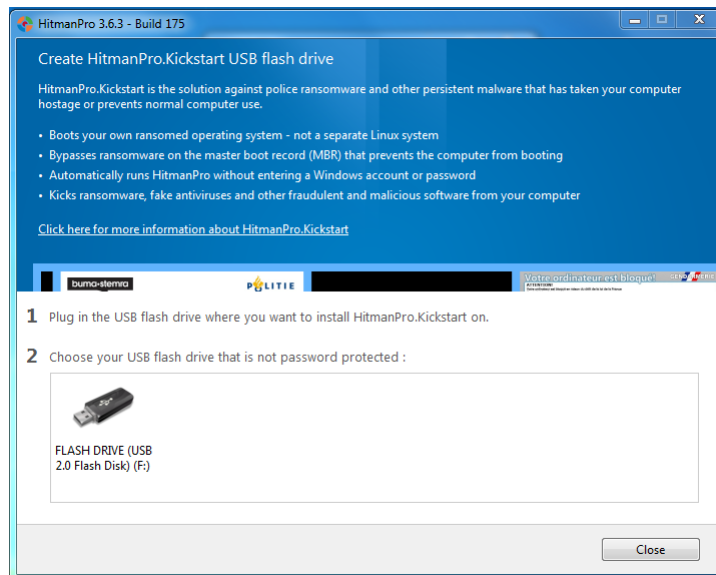 HitmanPro 3.6.3 - Build 175
Create HitmanPro.Kickstart USB flash drive
HitmanPro.Kickstart is the solution against police ransomware and other persistent malware that has taken your computer
hostage or prevents normal computer use.
• Boots your own ransomed operating system - not a separate Linux system
• Bypasses ransomware on the master boot record (MBR) that prevents the computer from booting
• Automatically runs HitmanPro without entering a Windows account or password
• Kicks ransomware, fake antiviruses and other fraudulent and malicious software from your computer
Click here for more information about HitmanPro.Kickstart
buma•stemra
POLITIE
Votre ordinateur est bloque!
ATTENTION!
1 Plug in the USB flash drive where you want to install HitmanPro.Kickstart on.
2 Choose your USB flash drive that is not password protected :
FLASH DRIVE (USB
2.0 Flash Disk) (F:)
Close